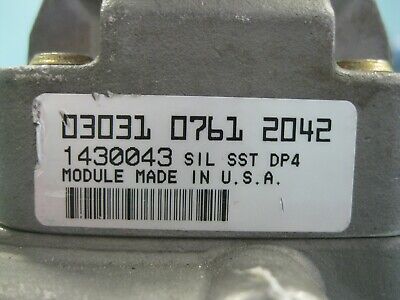 03031 0761 2042
1430043 SIL SST DP4
MODULE MADE IN U.S.A.